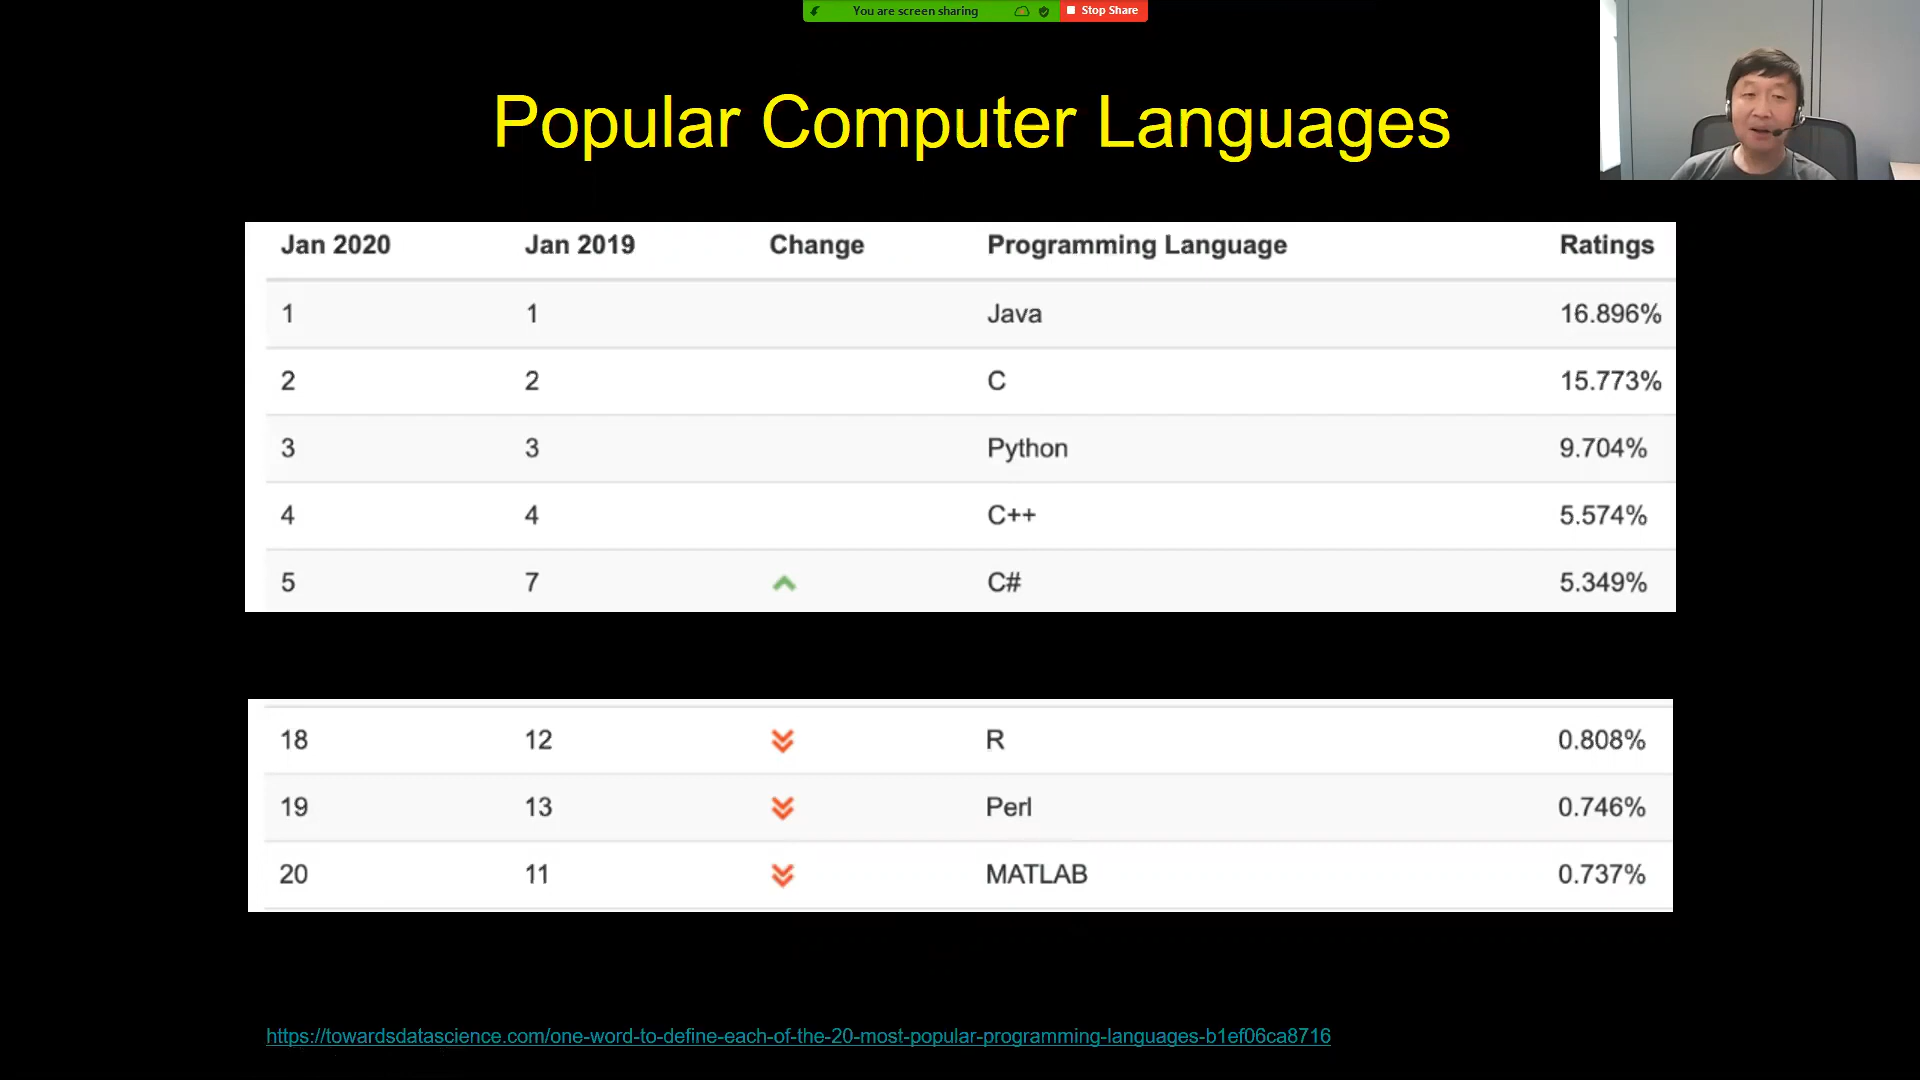 You are screen sharing Stop Share
Popular Computer Languages
Jan 2020 Jan 2019 Change Programming Language Ratings
1 1 Java 16.896%
2 2 C 15.773%
3 3 Python 9.704%
4 4 C++ 5.574%
5 7 C# 5.349%
18 12 R 0.808%
19 13 Perl 0.746%
20 11 MATLAB 0.737%
https://towardsdatascience.com/one-word-to-define-each-of-the-20-most-popular-programming-languages-b1ef06ca8716